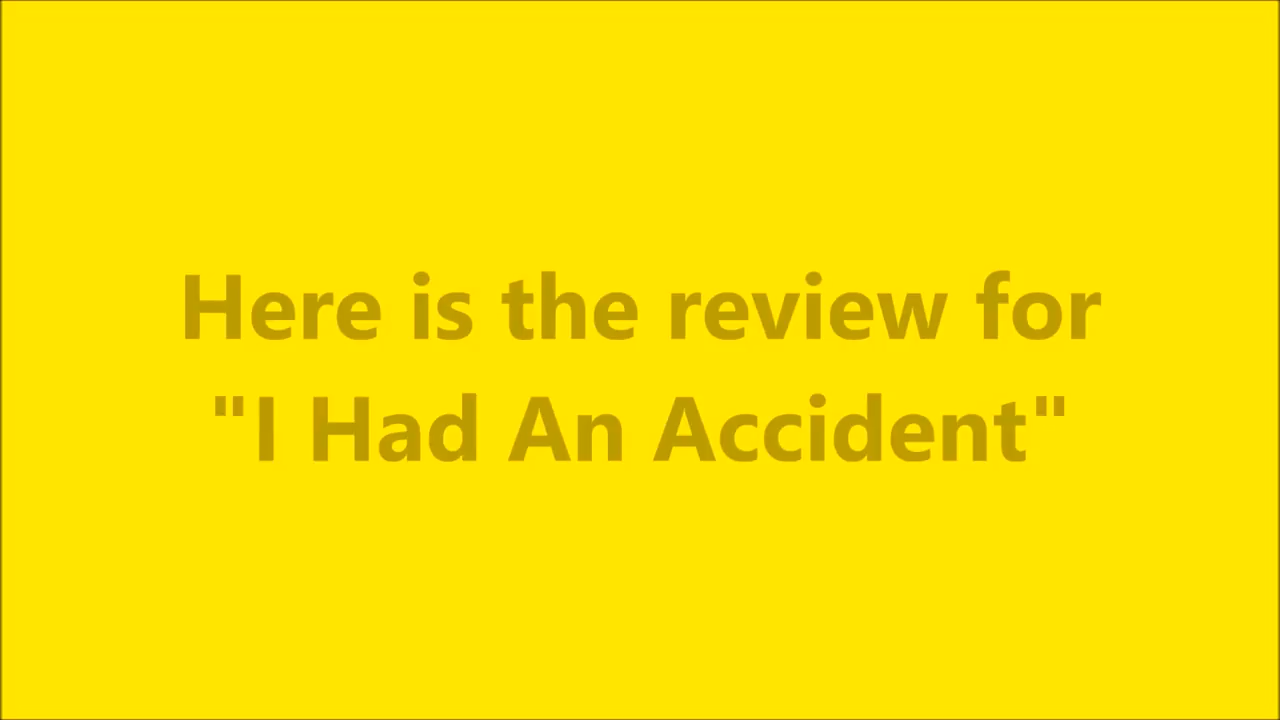 Here is the review for
"I Had An Accident"